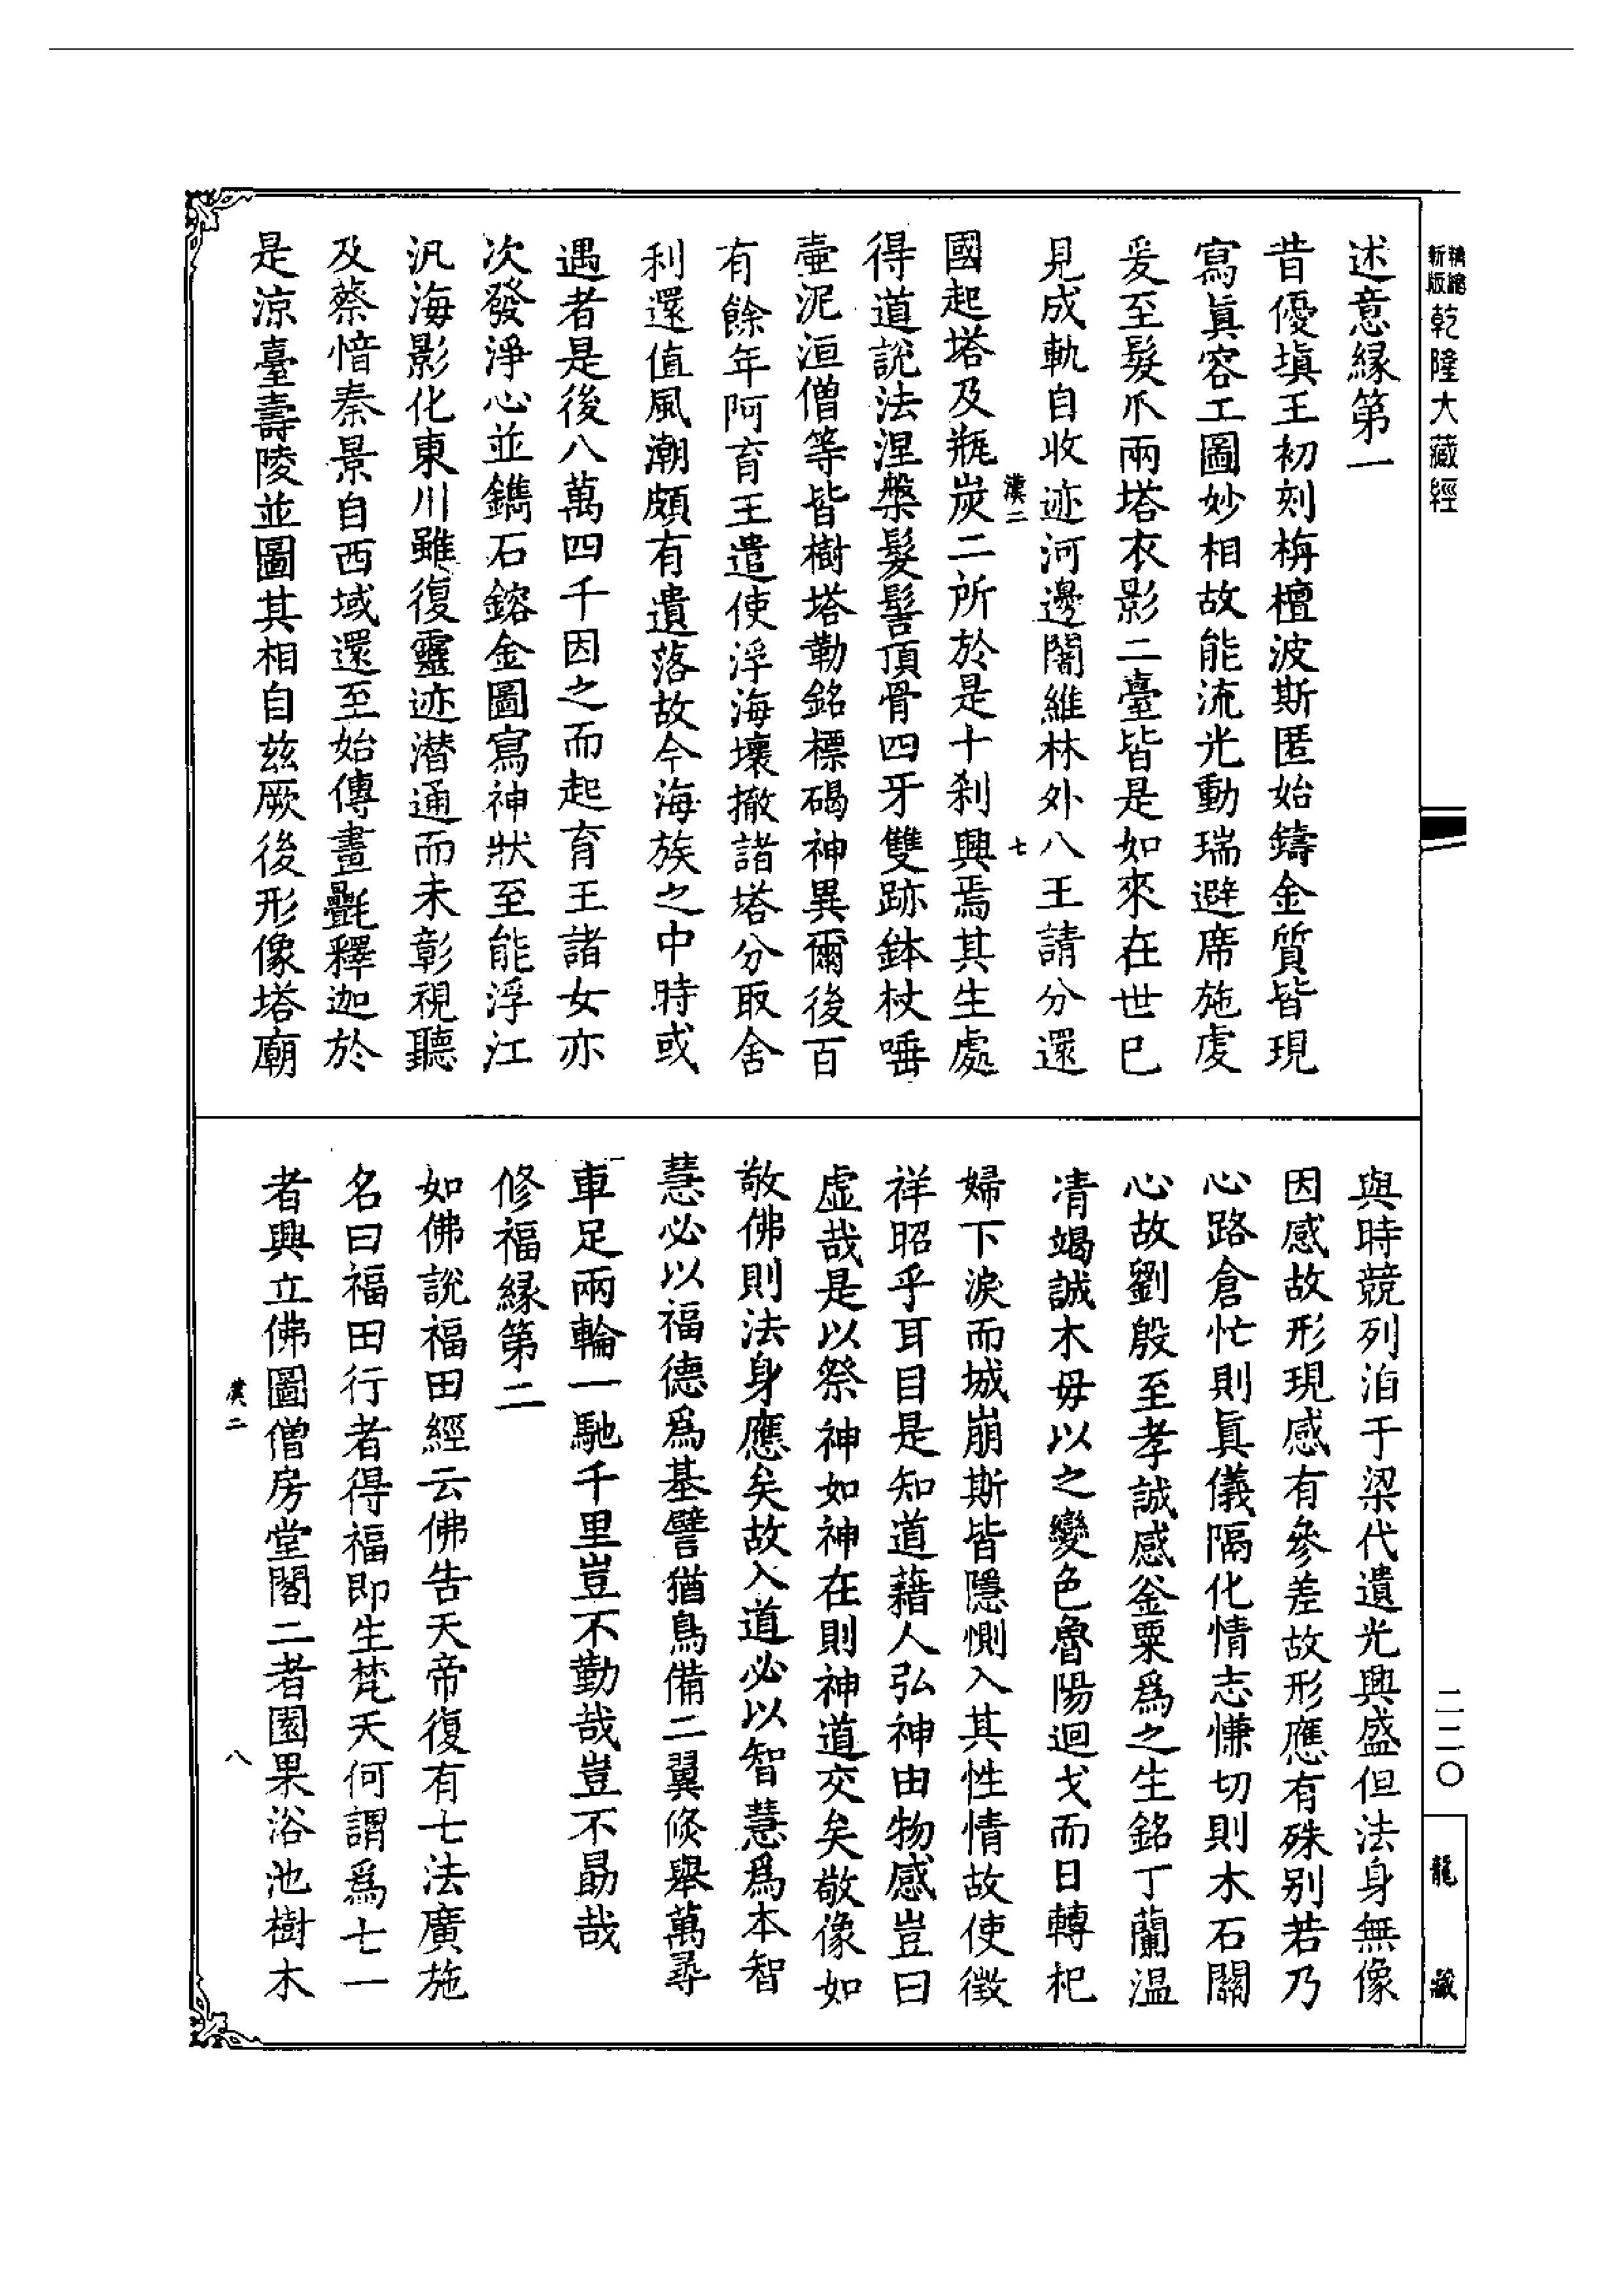 精縮新版乾隆大藏經
述意緣第一
昔優塡王初刻栴檀波斯匿始鑄金質皆現
寫眞容工圖妙相故能流光動瑞避席施虔
爰至髮爪兩塔衣影二臺皆是如來在世已
見成軌自收迹河邊闍維林外八王請分還
漢二 七
國起塔及瓶炭二所於是十刹興焉其生處
得道說法涅槃髮髻頂骨四牙雙跡鉢杖唾
壷泥洹僧等皆樹塔勒銘標碣神異爾後百
有餘年阿育王遣使浮海壞撤諸塔分取舍
利還值風潮頗有遺落故今海族之中時或
遇者是後八萬四千因之而起育王諸女亦
次發淨心並鐫石鎔金圖寫神狀至能浮江
汎海影化東川雖復靈迹潛通而未彰視聽
及蔡愔秦景自西域還至始傳畫㲲釋迦於
是涼臺壽陵並圖其相自茲厥後形像塔廟
與時競列洎于梁代遺光興盛但法身無像
因感故形現感有參差故形應有殊別若乃
心路倉忙則眞儀隔化情志慊切則木石關
心故劉殷至孝誠感釜粟爲之生銘丁蘭温
凊竭誠木毋以之變色魯陽迴戈而日轉杞
婦下淚而城崩斯皆隱惻入其性情故使徵
祥昭乎耳目是知道藉人弘神由物感豈曰
虛哉是以祭神如神在則神道交矣敬像如
敬佛則法身應矣故入道必以智慧爲本智
慧必以福德爲基譬猶鳥備二翼倐舉萬尋
車足兩輪一馳千里豈不勤哉豈不勗哉
修福緣第二
如佛說福田經云佛告天帝復有七法廣施
名曰福田行者得福即生梵天何謂爲七一
者興立佛圖僧房堂閣二者園果浴池樹木
漢二 八
二二〇
龍藏